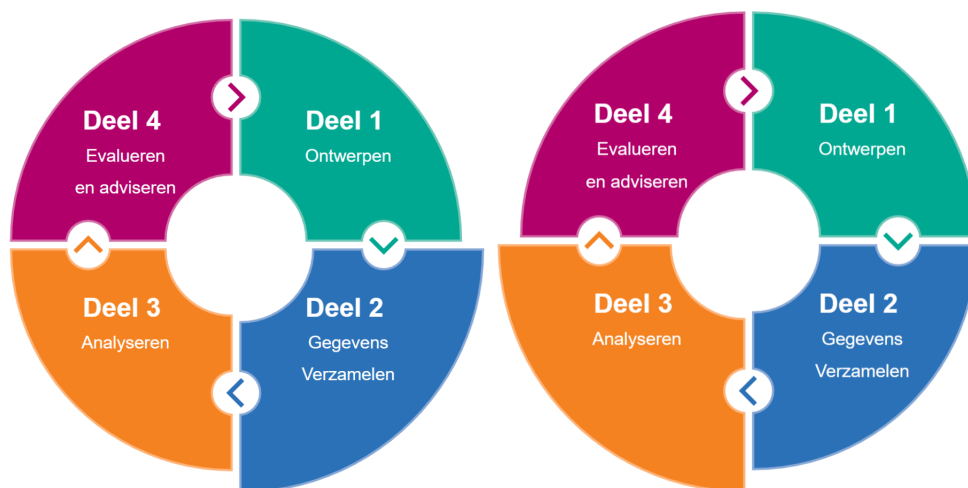 Deel 4
Evalueren
en adviseren
Deel 1
Ontwerpen
Deel 3
Analyseren
Deel 2
Gegevens
Verzamelen
Deel 4
Evalueren
en adviseren
Deel 1
Ontwerpen
Deel 3
Analyseren
Deel 2
Gegevens
Verzamelen